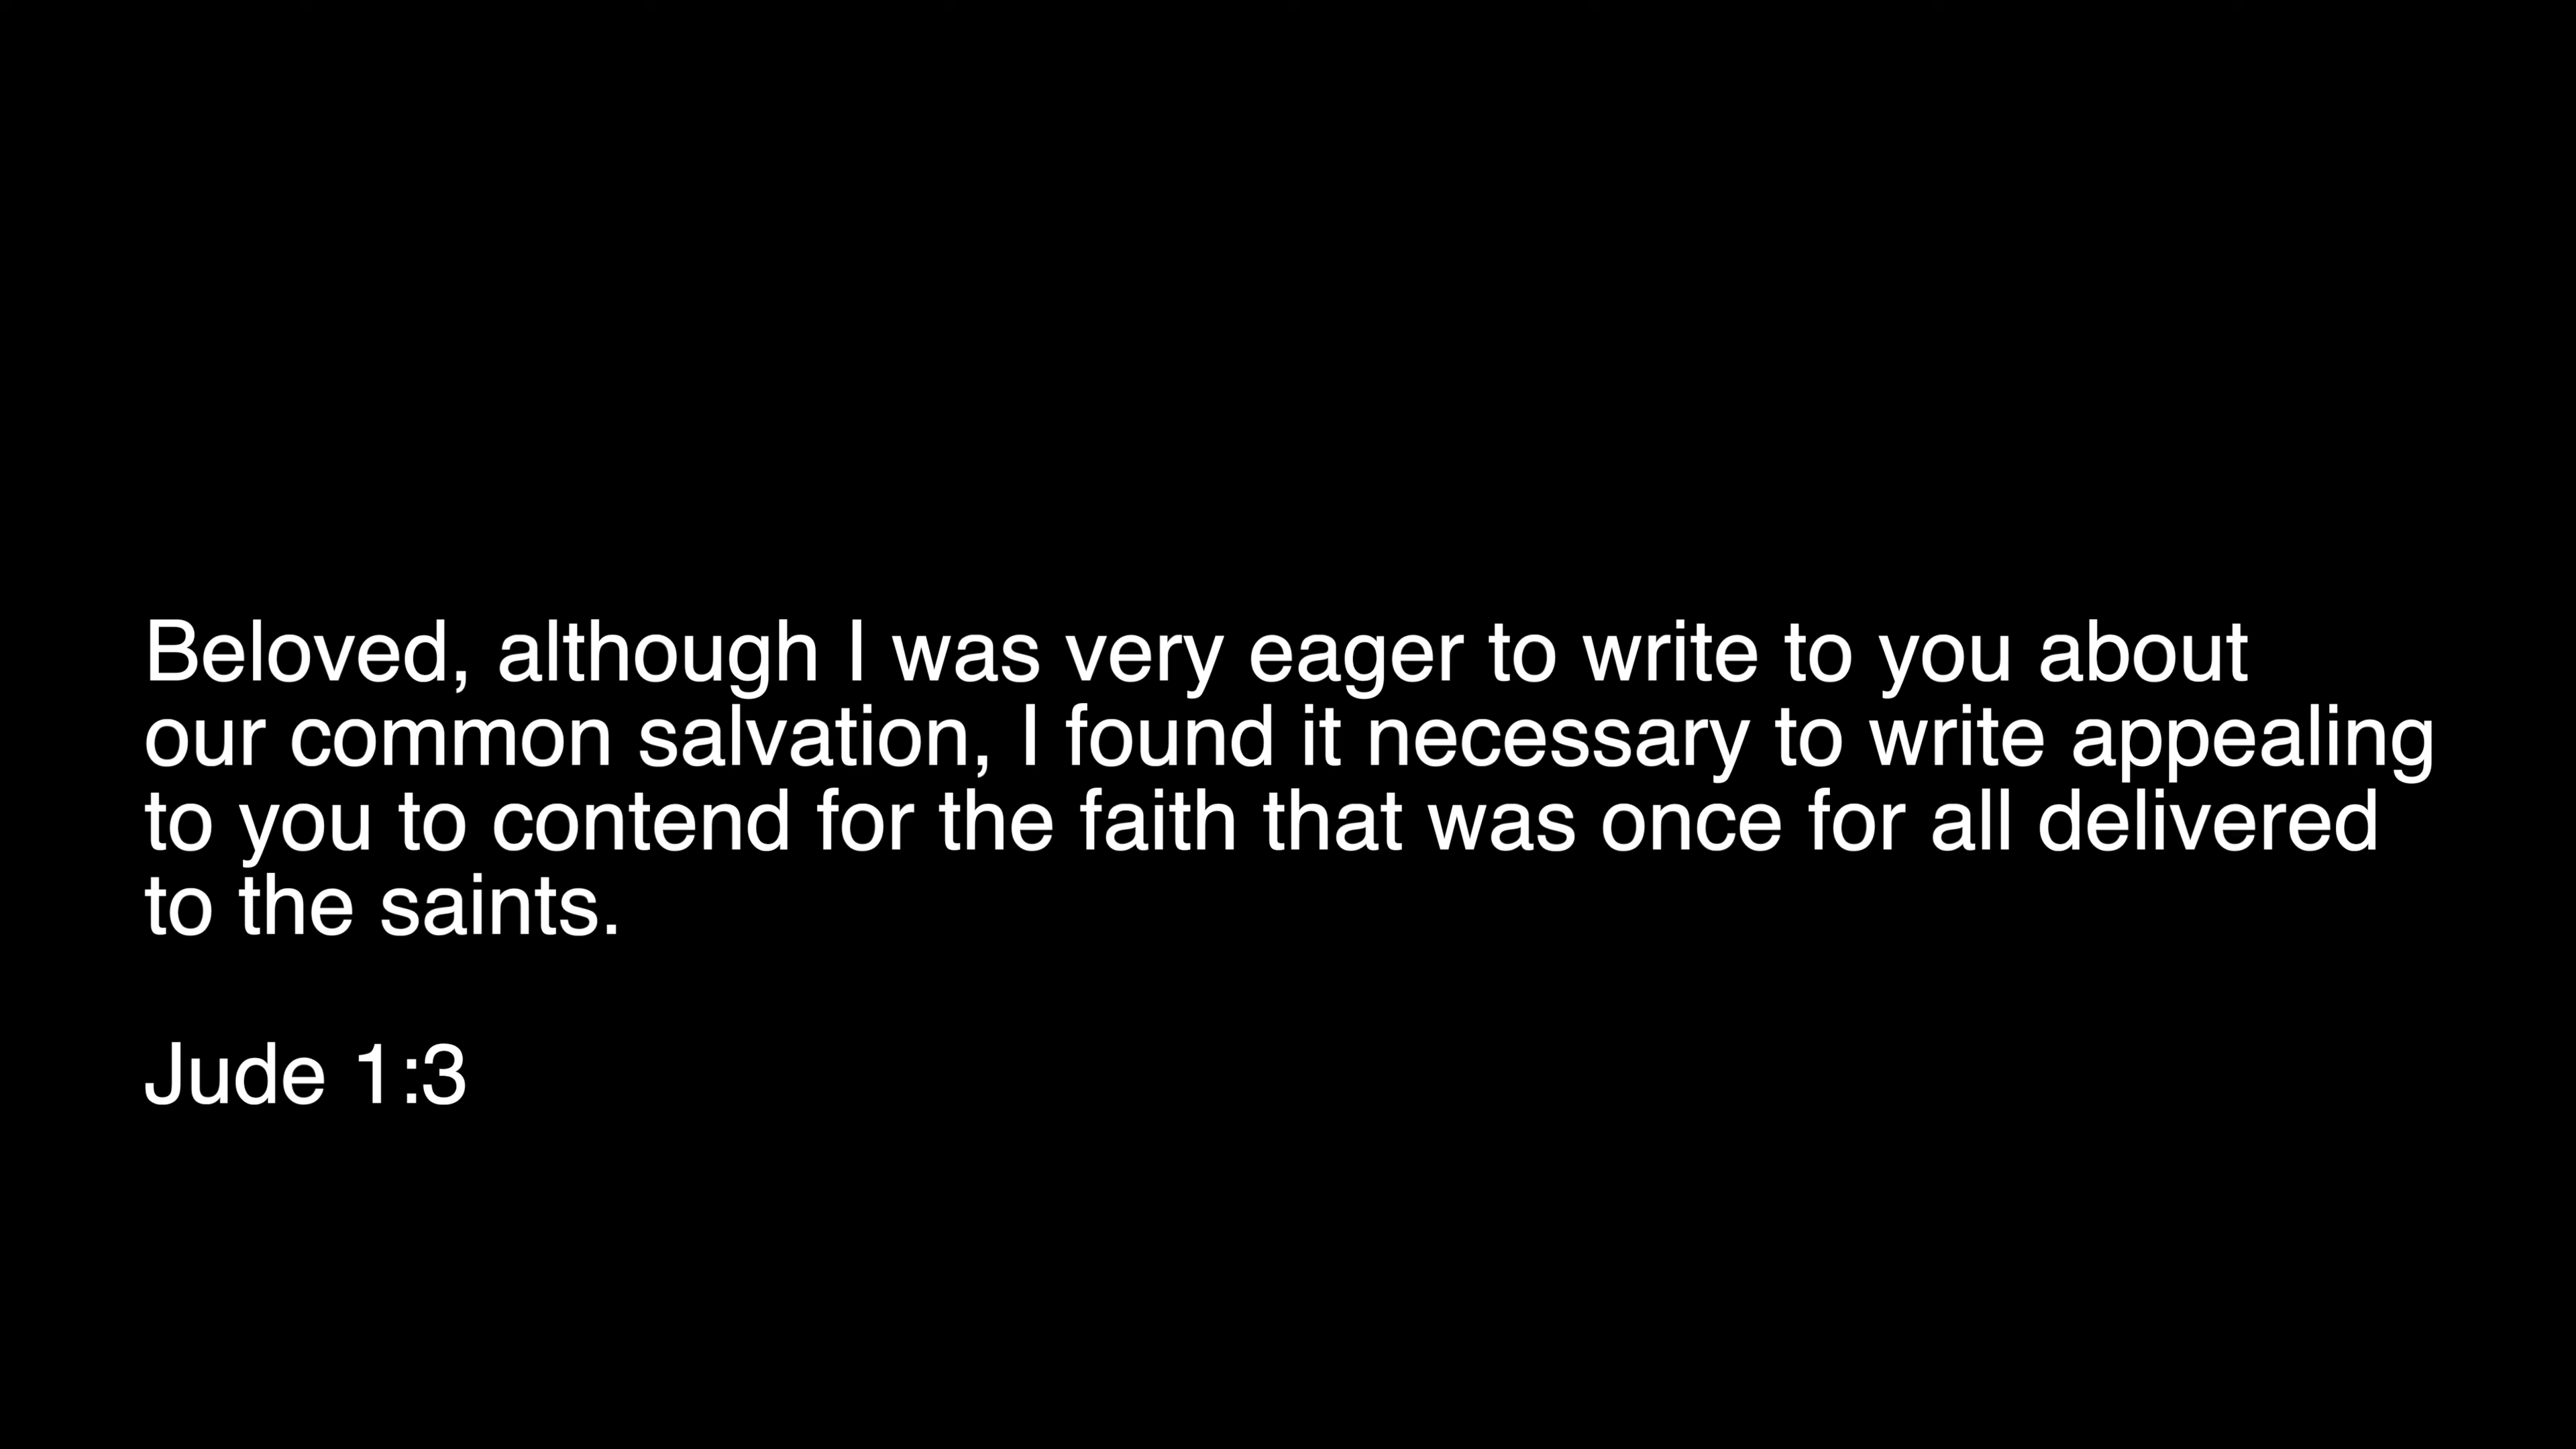 Beloved, although I was very eager to write to you about
our common salvation, I found it necessary to write appealing
to you to contend for the faith that was once for all delivered
to the saints.
Jude 1:3